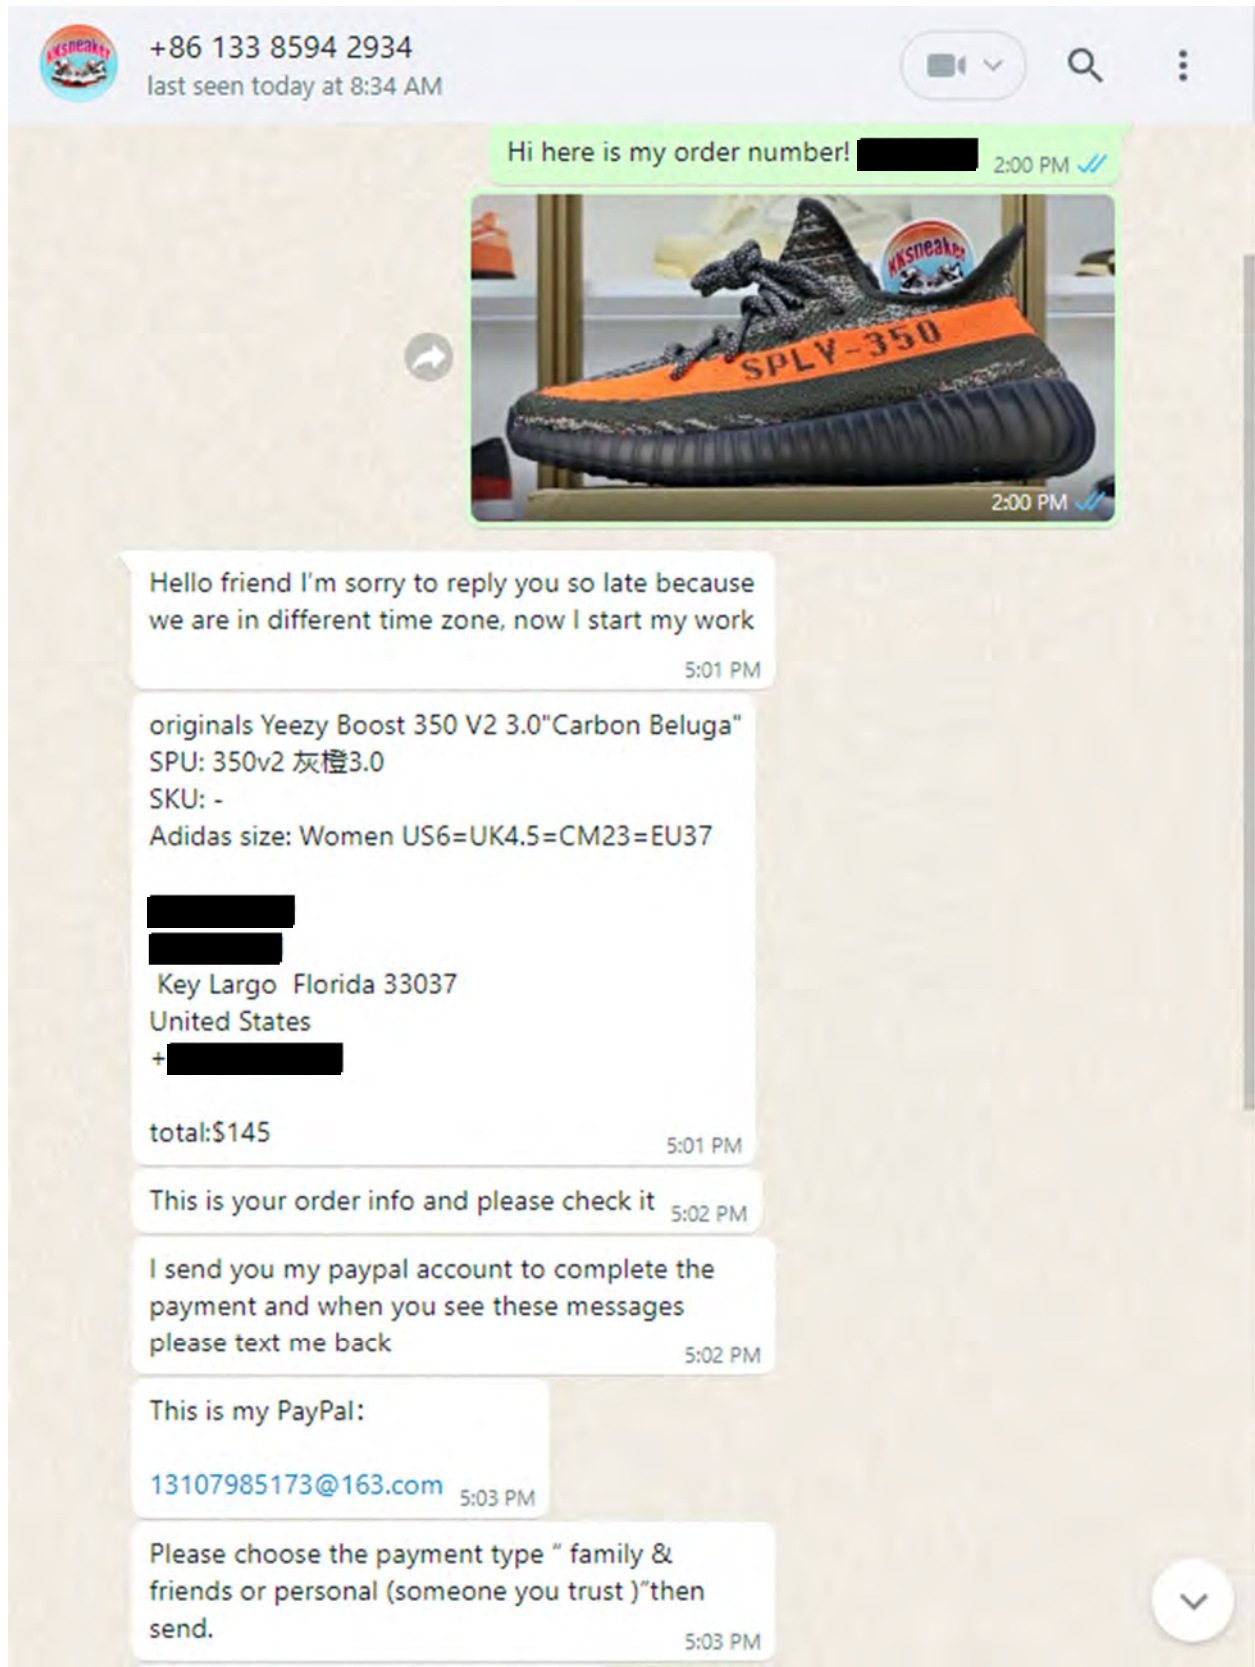 KKsneaker
+86 133 8594 2934
last seen today at 8:34 AM
Hi here is my order number!
2:00 PM
KKsneaker
SPLY-350
2:00 PM
Hello friend I'm sorry to reply you so late because
we are in different time zone, now I start my work
5:01 PM
originals Yeezy Boost 350 V2 3.0"Carbon Beluga"
SPU: 350v2 灰橙3.0
SKU: -
Adidas size: Women US6=UK4.5=CM23=EU37
Key Largo  Florida 33037
United States
+
total:$145
5:01 PM
This is your order info and please check it
5:02 PM
I send you my paypal account to complete the
payment and when you see these messages
please text me back
5:02 PM
This is my PayPal：
13107985173@163.com
5:03 PM
Please choose the payment type “ family &
friends or personal (someone you trust )”then
send.
5:03 PM